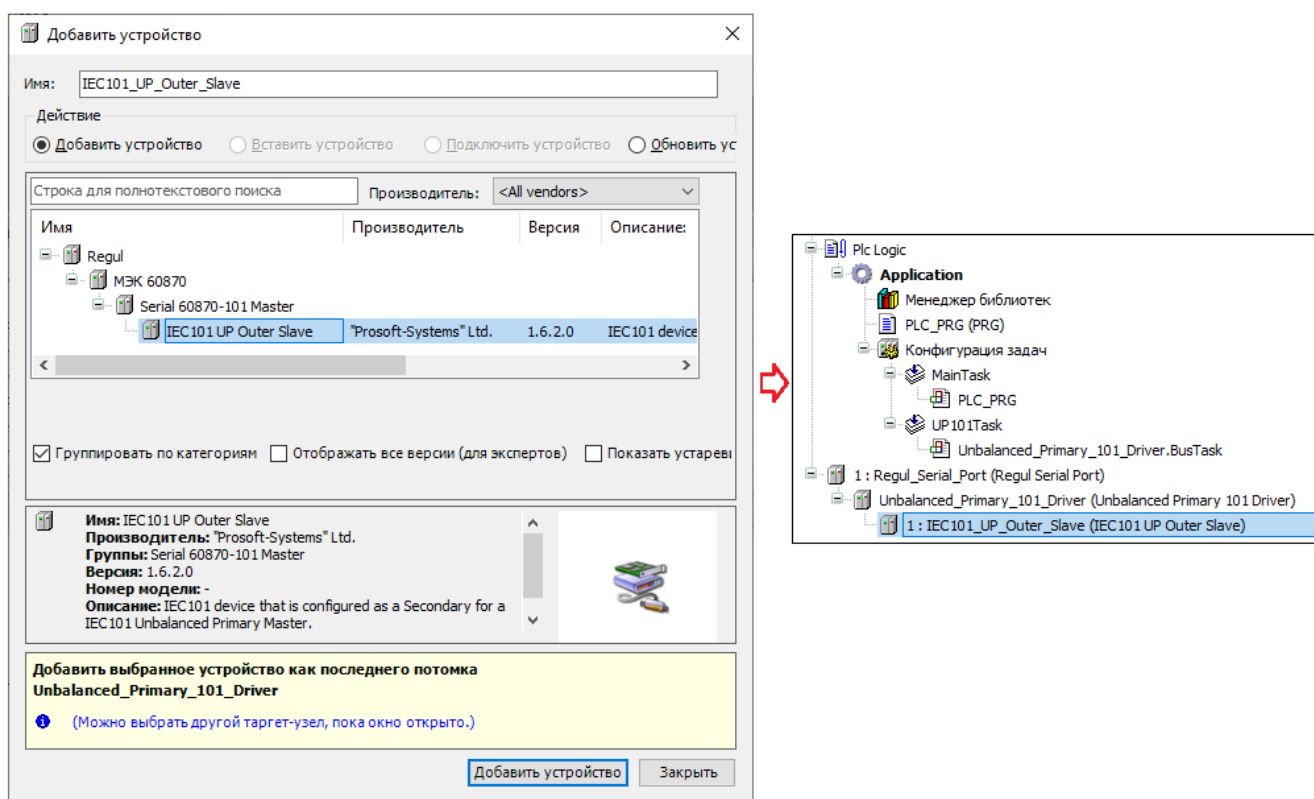 Добавить устройство
Имя: IEC101_UP_Outer_Slave
Действие
Добавить устройство Вставить устройство Подключить устройство Обновить ус
Строка для полнотекстового поиска Производитель: <All vendors>
Имя Производитель Версия Описание:
Regul
МЭК 60870
Serial 60870-101 Master
IEC101 UP Outer Slave "Prosoft-Systems" Ltd. 1.6.2.0 IEC101 device
Группировать по категориям Отображать все версии (для экспертов) Показать устареві
Имя: IEC101 UP Outer Slave
Производитель: "Prosoft-Systems" Ltd.
Группы: Serial 60870-101 Master
Версия: 1.6.2.0
Номер модели: -
Описание: IEC101 device that is configured as a Secondary for a
IEC101 Unbalanced Primary Master.
Добавить выбранное устройство как последнего потомка
Unbalanced_Primary_101_Driver
(Можно выбрать другой таргет-узел, пока окно открыто.)
Добавить устройство Закрыть
Plc Logic
Application
Менеджер библиотек
PLC_PRG (PRG)
Конфигурация задач
MainTask
PLC_PRG
UP101Task
Unbalanced_Primary_101_Driver.BusTask
1 : Regul_Serial_Port (Regul Serial Port)
Unbalanced_Primary_101_Driver (Unbalanced Primary 101 Driver)
1 : IEC101_UP_Outer_Slave (IEC101 UP Outer Slave)